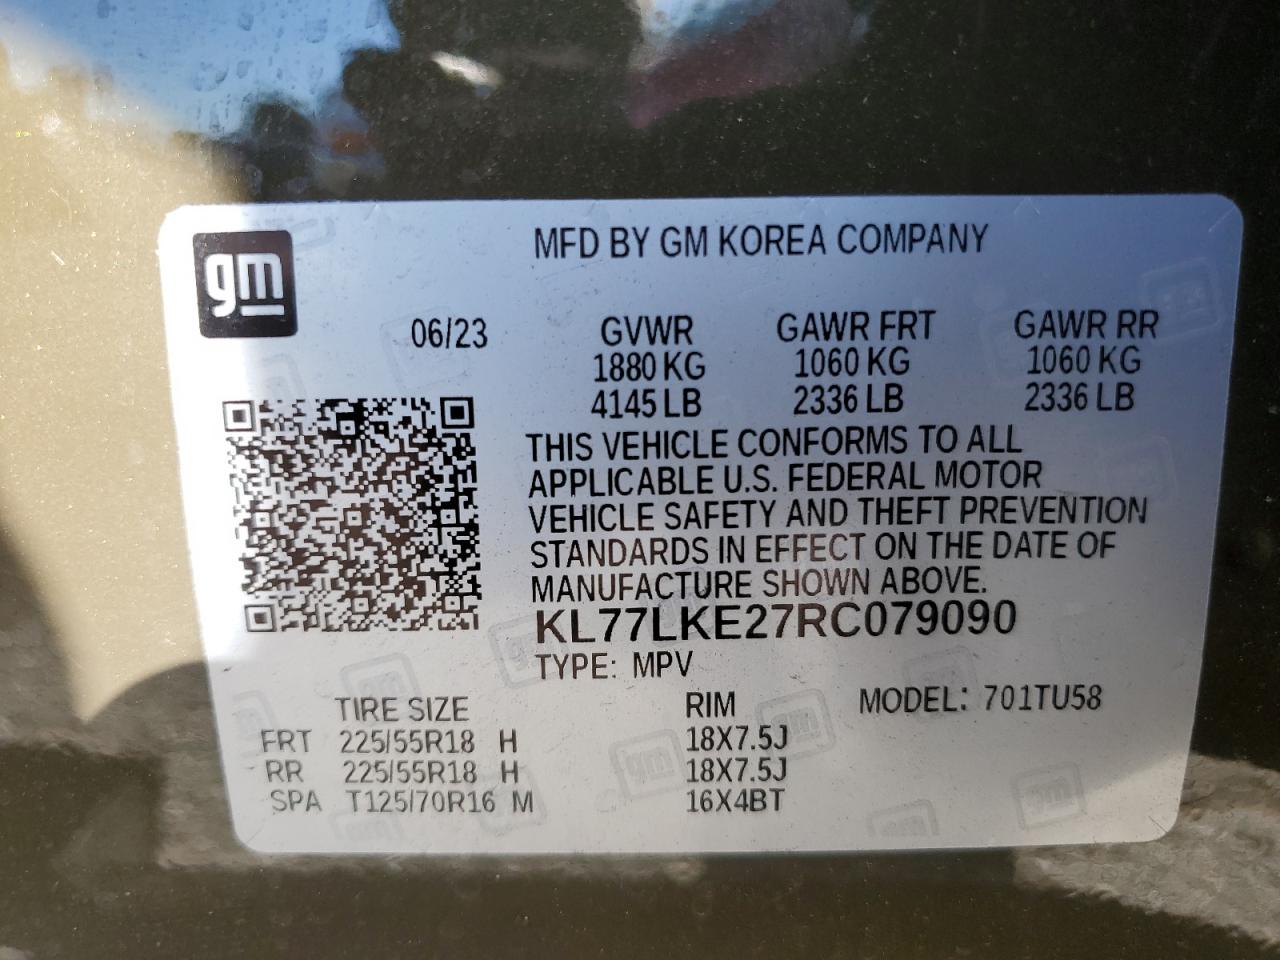 gm
MFD BY GM KOREA COMPANY
06/23 GVWR GAWR FRT GAWR RR
1880 KG 1060 KG 1060 KG
4145 LB 2336 LB 2336 LB
THIS VEHICLE CONFORMS TO ALL
APPLICABLE U.S. FEDERAL MOTOR
VEHICLE SAFETY AND THEFT PREVENTION
STANDARDS IN EFFECT ON THE DATE OF
MANUFACTURE SHOWN ABOVE.
KL77LKE27RC079090
TYPE: MPV
TIRE SIZE RIM MODEL: 701TU58
FRT 225/55R18 H 18X7.5J
RR 225/55R18 H 18X7.5J
SPA T125/70R16 M 16X4BT